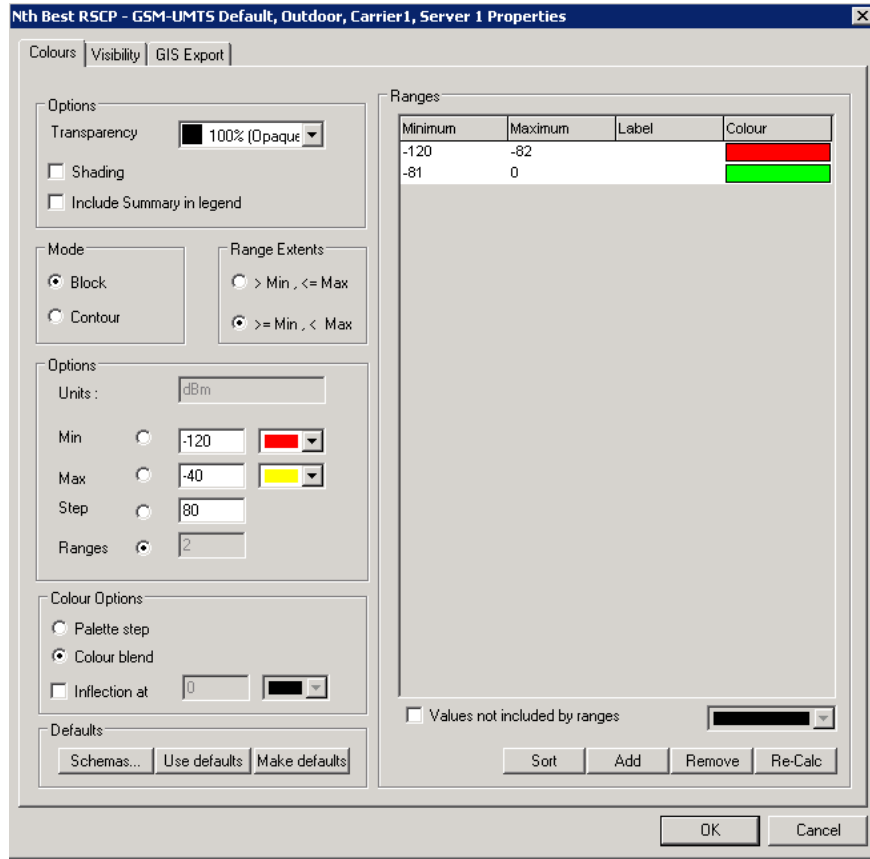 Nth Best RSCP - GSM-UMTS Default, Outdoor, Carrier1, Server 1 Properties
Colours Visibility GIS Export
Options
Transparency 100% (Opaque
Shading
Include Summary in legend
Mode
Block
Contour
Range Extents
> Min , <= Max
>= Min , < Max
Options
Units : dBm
Min -120
Max -40
Step 80
Ranges 2
Colour Options
Palette step
Colour blend
Inflection at 0
Defaults
Schemas... Use defaults Make defaults
Ranges
Minimum Maximum Label Colour
-120 -82
-81 0
Values not included by ranges
Sort Add Remove Re-Calc
OK Cancel